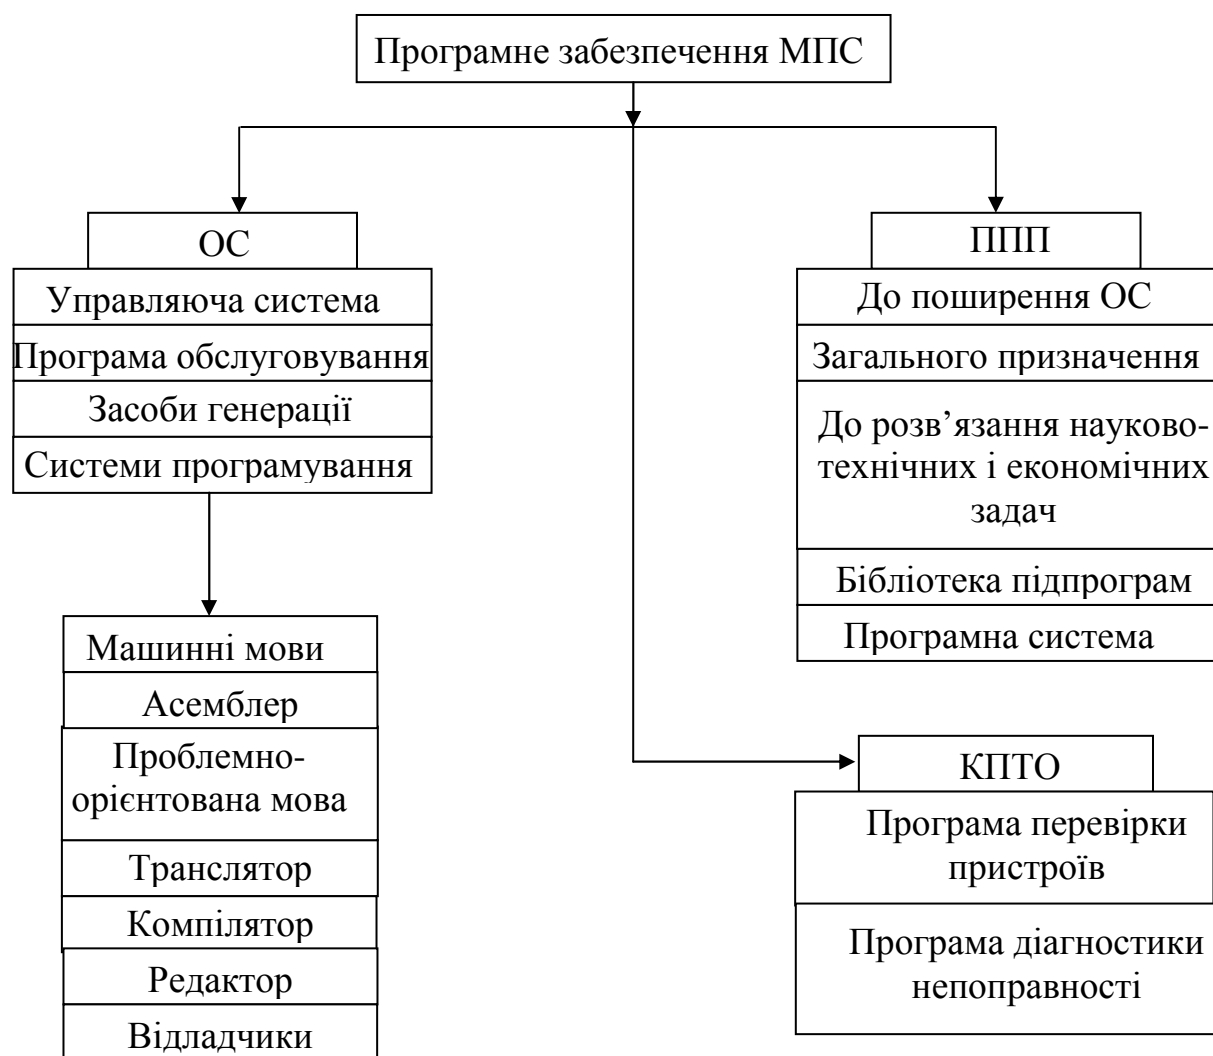 Програмне забезпечення МПС
ОС
Управляюча система
Програма обслуговування
Засоби генерації
Системи програмування
Машинні мови
Асемблер
Проблемно-
орієнтована мова
Транслятор
Компілятор
Редактор
Відладчики
ППП
До поширення ОС
Загального призначення
До розв’язання науково-
технічних і економічних
задач
Бібліотека підпрограм
Програмна система
КПТО
Програма перевірки
пристроїв
Програма діагностики
непоправності